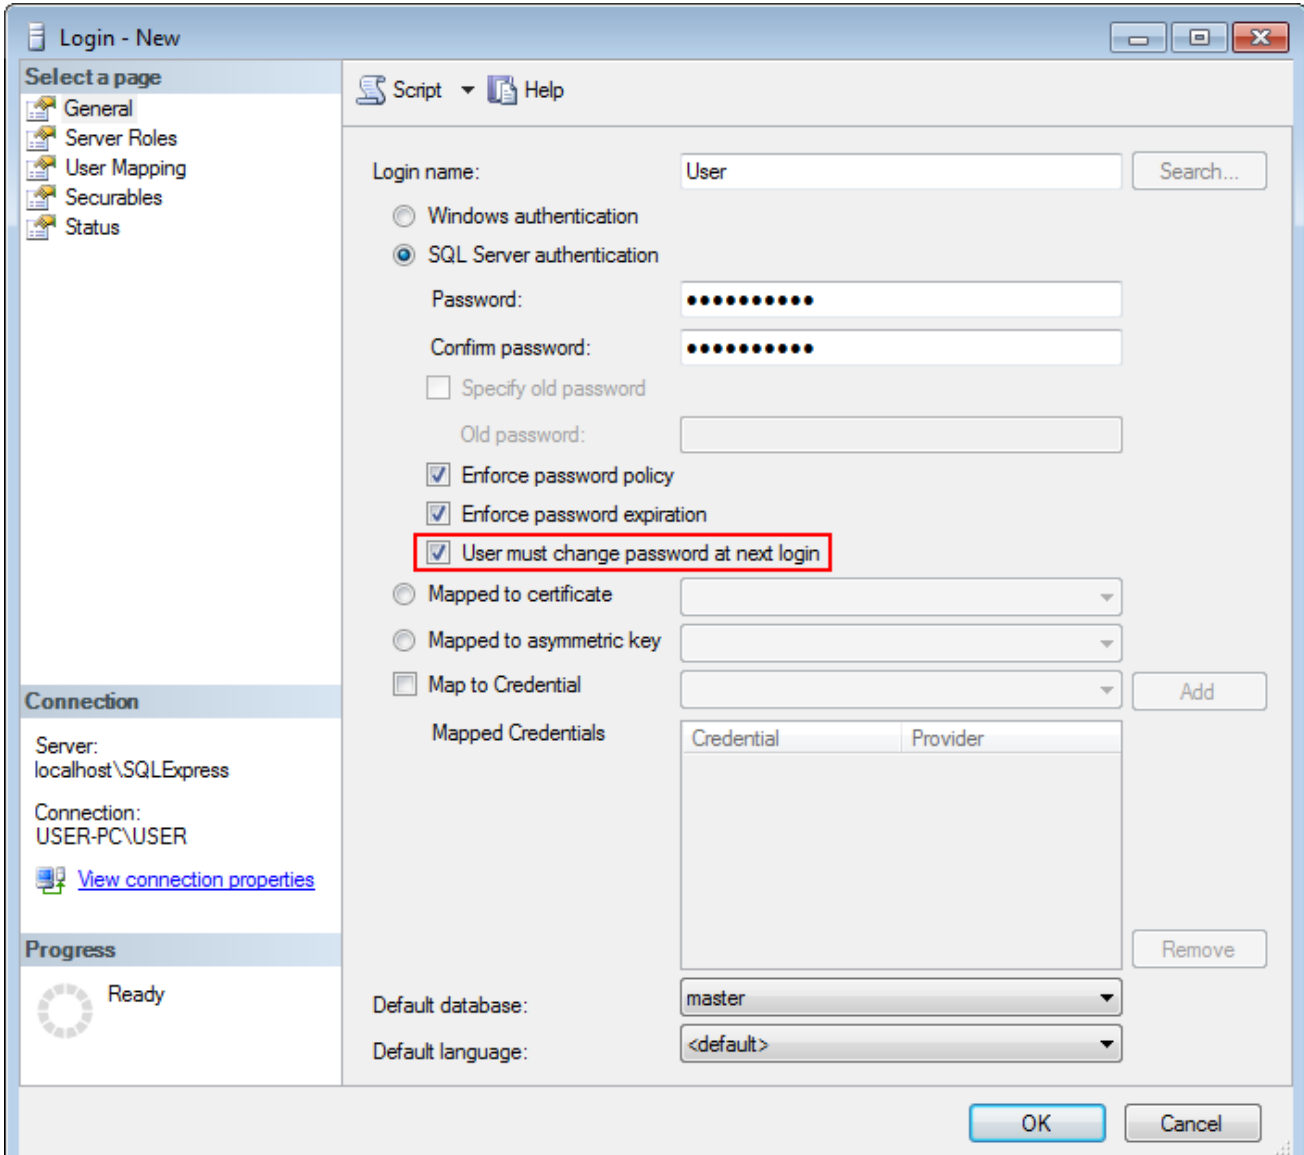 Login - New
Select a page
General
Server Roles
User Mapping
Securables
Status
Connection
Server:
localhost\SQLExpress
Connection:
USER-PC\USER
View connection properties
Progress
Ready
Script Help
Login name: User Search...
Windows authentication
SQL Server authentication
Password: ●●●●●●●●●●
Confirm password: ●●●●●●●●●●
Specify old password
Old password:
Enforce password policy
Enforce password expiration
User must change password at next login
Mapped to certificate
Mapped to asymmetric key
Map to Credential Add
Mapped Credentials Credential Provider
Remove
Default database: master
Default language: <default>
OK Cancel